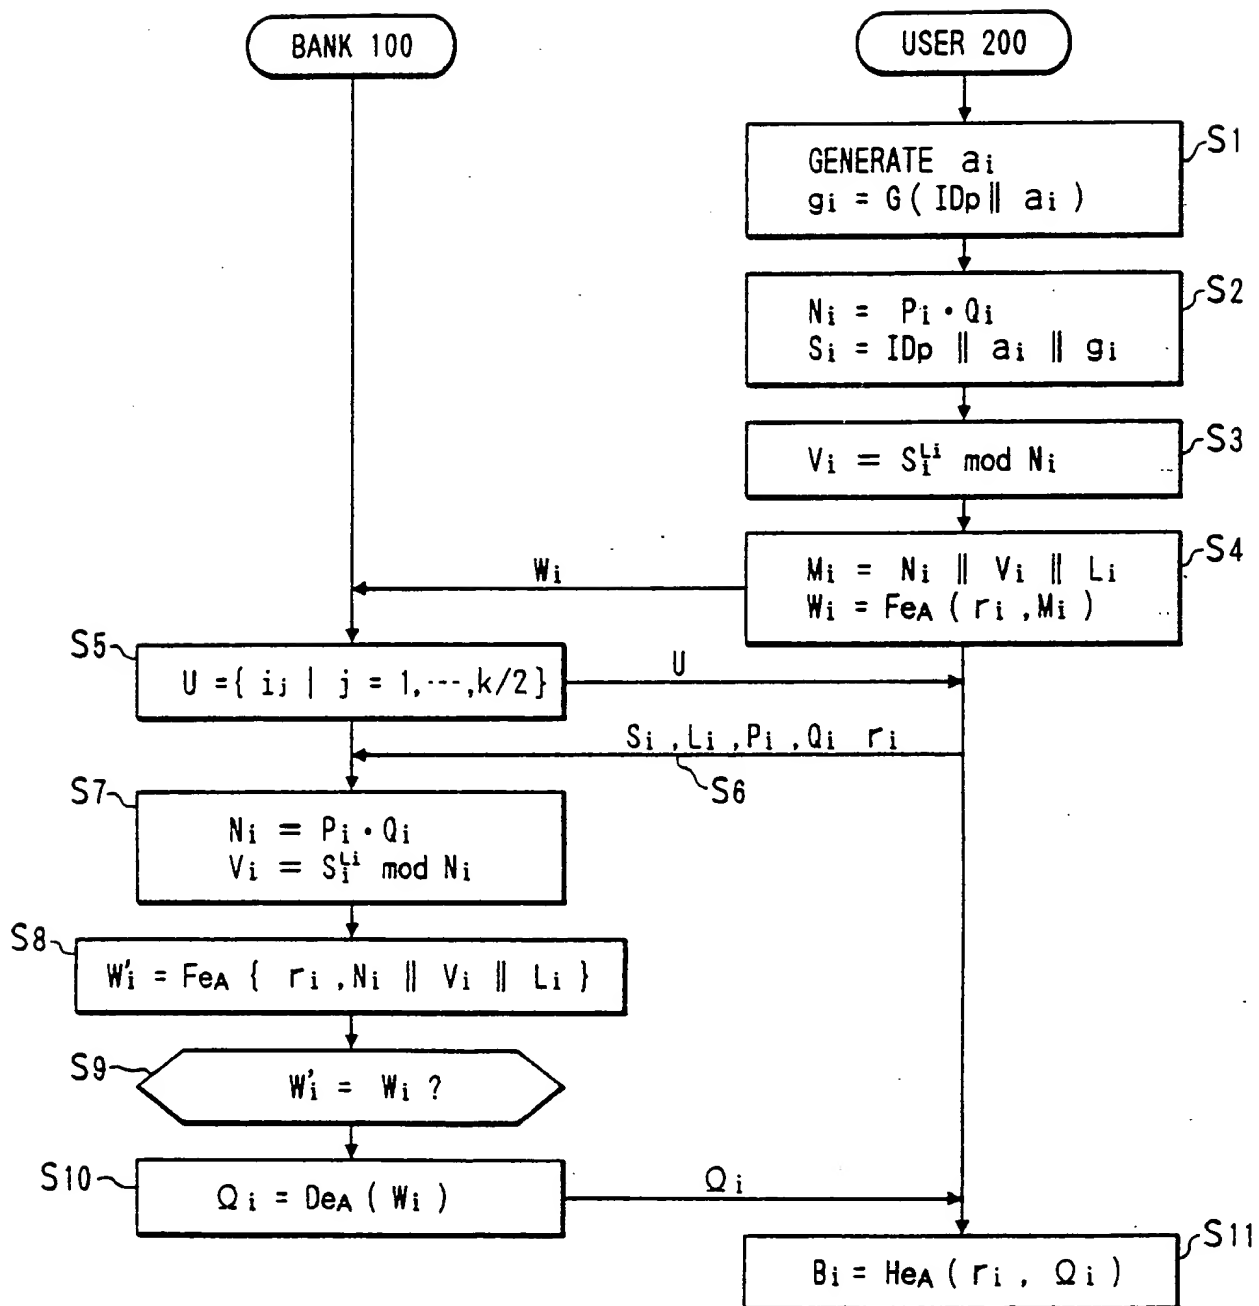 BANK 100
USER 200
S1
GENERATE ai
gi = G ( IDp ‖ ai )
S2
Ni = Pi · Qi
Si = IDp ‖ ai ‖ gi
S3
Vi = Si^Li mod Ni
S4
Mi = Ni ‖ Vi ‖ Li
Wi = FeA ( ri , Mi )
Wi
S5
U = { ij | j = 1, ···, k/2 }
U
Si , Li , Pi , Qi ri
S6
S7
Ni = Pi · Qi
Vi = Si^Li mod Ni
S8
W'i = FeA { ri , Ni ‖ Vi ‖ Li }
S9
W'i = Wi ?
S10
Ωi = DeA ( Wi )
Ωi
S11
Bi = HeA ( ri , Ωi )